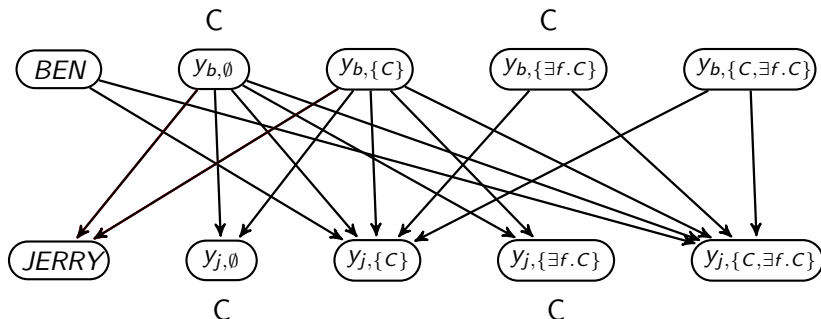 C C
BEN y_{b,∅} y_{b,{C}} y_{b,{∃f.C}} y_{b,{C,∃f.C}}
JERRY y_{j,∅} y_{j,{C}} y_{j,{∃f.C}} y_{j,{C,∃f.C}}
C C